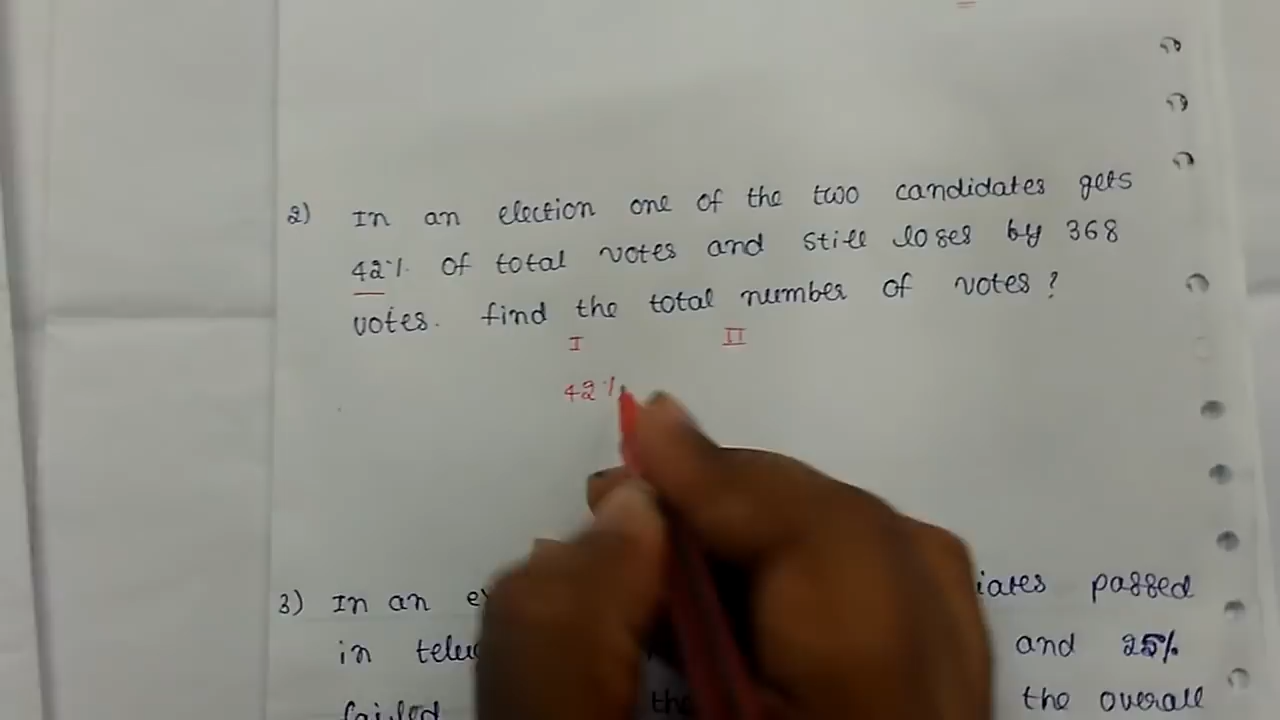 2) In an election one of the two candidates gets
42% of total votes and still loses by 368
votes. find the total number of votes?
I II
42%
3) In an iates passed
in and 25%
failed the the overall